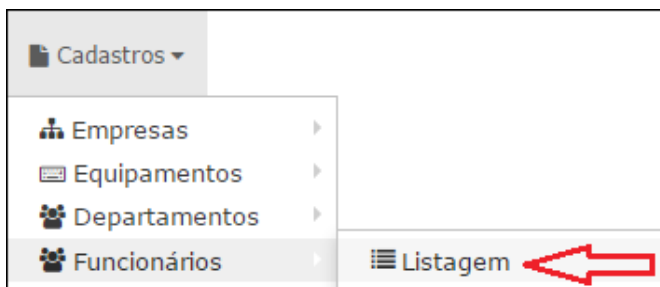 Cadastros
Empresas
Equipamentos
Departamentos
Funcionários
Listagem